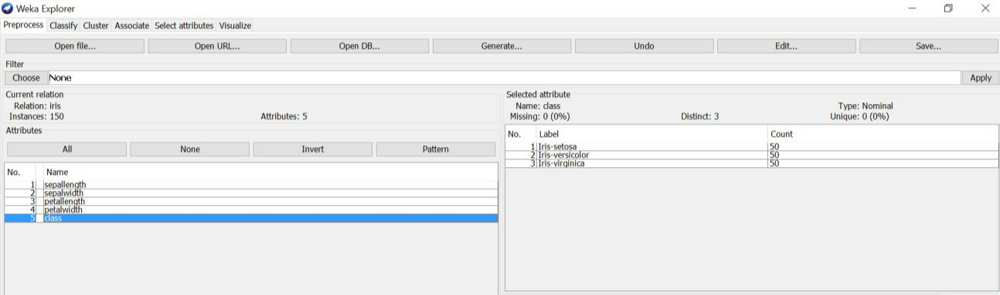 Weka Explorer
Preprocess Classify Cluster Associate Select attributes Visualize
Open file... Open URL... Open DB... Generate... Undo Edit... Save...
Filter
Choose None Apply
Current relation
Relation: iris
Instances: 150 Attributes: 5
Attributes
All None Invert Pattern
No. Name
1 sepallength
2 sepalwidth
3 petallength
4 petalwidth
5 class
Selected attribute
Name: class Type: Nominal
Missing: 0 (0%) Distinct: 3 Unique: 0 (0%)
No. Label Count
1 Iris-setosa 50
2 Iris-versicolor 50
3 Iris-virginica 50